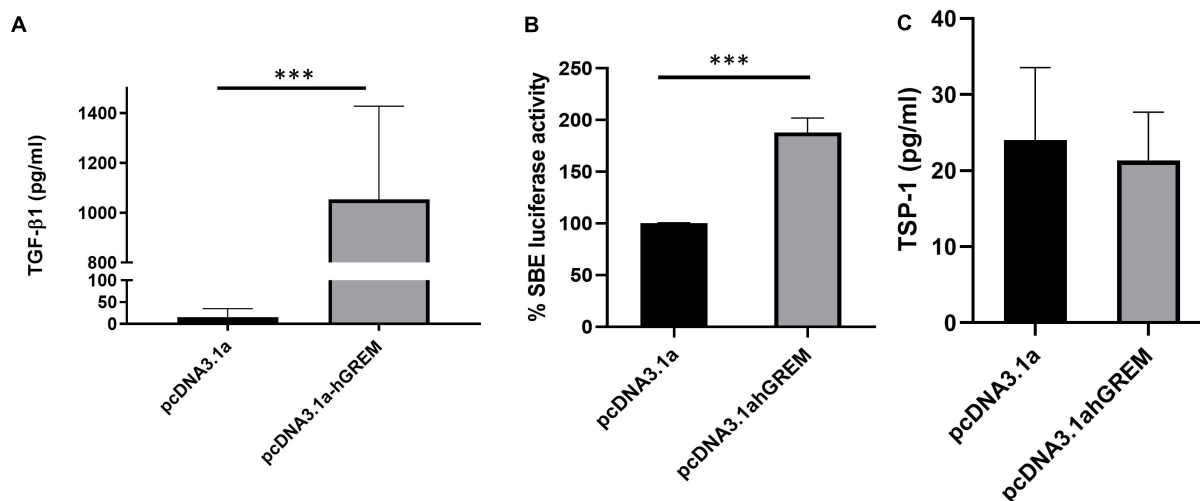 A
***
TGF-β1 (pg/ml)
1400
1200
1000
800
100
50
0
pcDNA3.1a
pcDNA3.1a-hGREM
B
***
% SBE luciferase activity
250
200
150
100
50
0
pcDNA3.1a
pcDNA3.1ahGREM
C
TSP-1 (pg/ml)
40
30
20
10
0
pcDNA3.1a
pcDNA3.1ahGREM